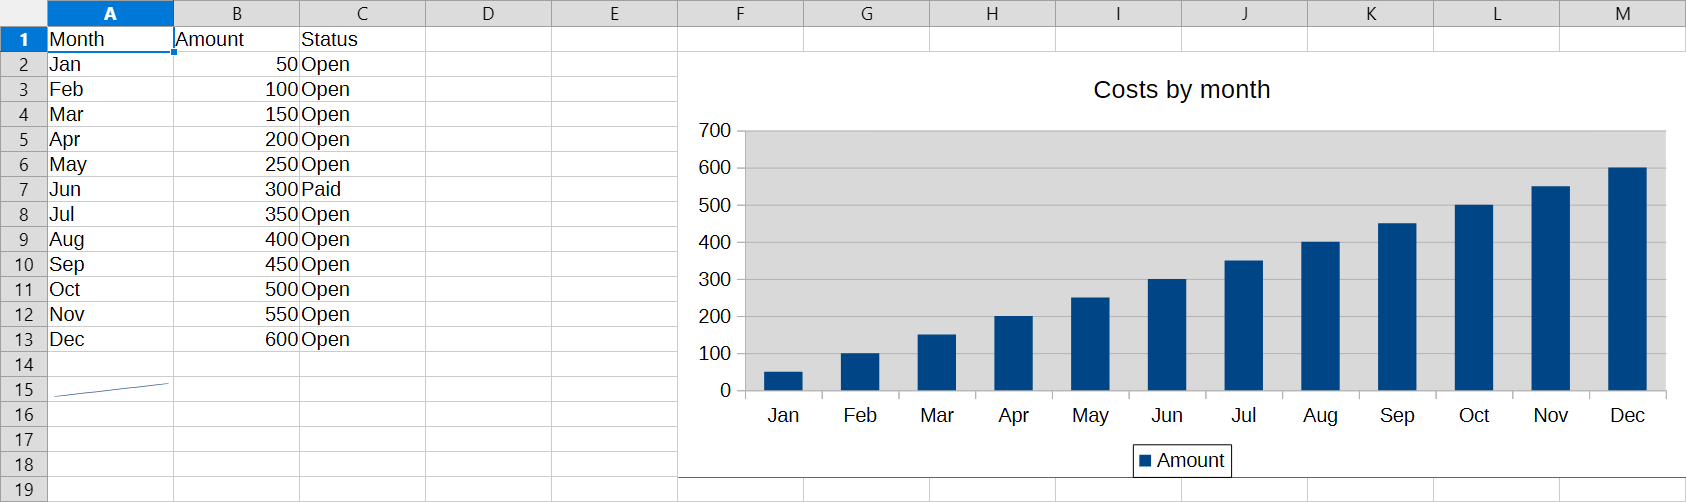 A B C D E F G H I J K L M
1 Month Amount Status
2 Jan 50 Open
3 Feb 100 Open
4 Mar 150 Open
5 Apr 200 Open
6 May 250 Open
7 Jun 300 Paid
8 Jul 350 Open
9 Aug 400 Open
10 Sep 450 Open
11 Oct 500 Open
12 Nov 550 Open
13 Dec 600 Open
14
15
16
17
18
19
Costs by month
700
600
500
400
300
200
100
0
Jan Feb Mar Apr May Jun Jul Aug Sep Oct Nov Dec
Amount